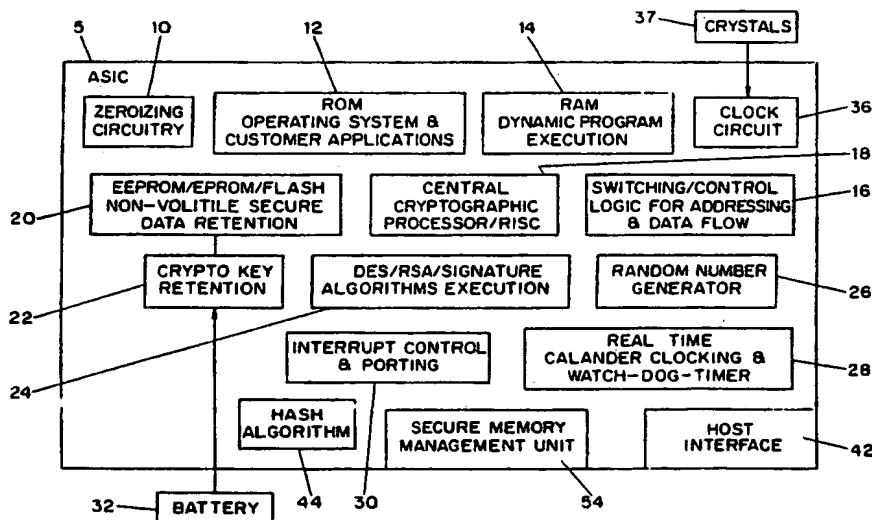 5
10
12
14
37
CRYSTALS
ASIC
ZEROIZING
CIRCUITRY
ROM
OPERATING SYSTEM &
CUSTOMER APPLICATIONS
RAM
DYNAMIC PROGRAM
EXECUTION
CLOCK
CIRCUIT
36
18
EEPROM/EPROM/FLASH
NON-VOLITILE SECURE
DATA RETENTION
20
CENTRAL
CRYPTOGRAPHIC
PROCESSOR/RISC
SWITCHING/CONTROL
LOGIC FOR ADDRESSING
& DATA FLOW
16
CRYPTO KEY
RETENTION
22
DES/RSA/SIGNATURE
ALGORITHMS EXECUTION
RANDOM NUMBER
GENERATOR
26
24
INTERRUPT CONTROL
& PORTING
REAL TIME
CALANDER CLOCKING &
WATCH-DOG-TIMER
28
HASH
ALGORITHM
SECURE MEMORY
MANAGEMENT UNIT
HOST
INTERFACE
42
32
BATTERY
44
30
54